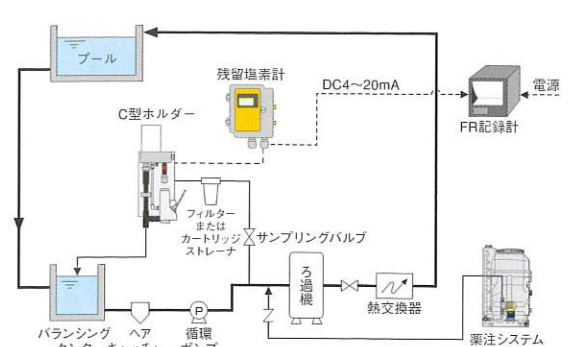 プール
残留塩素計
DC4〜20mA
電源
FR記録計
C型ホルダー
フィルター
または
カートリッジ
ストレーナ
サンプリングバルブ
ろ過機
熱交換器
P
バランシング
ヘア
循環
薬注システム